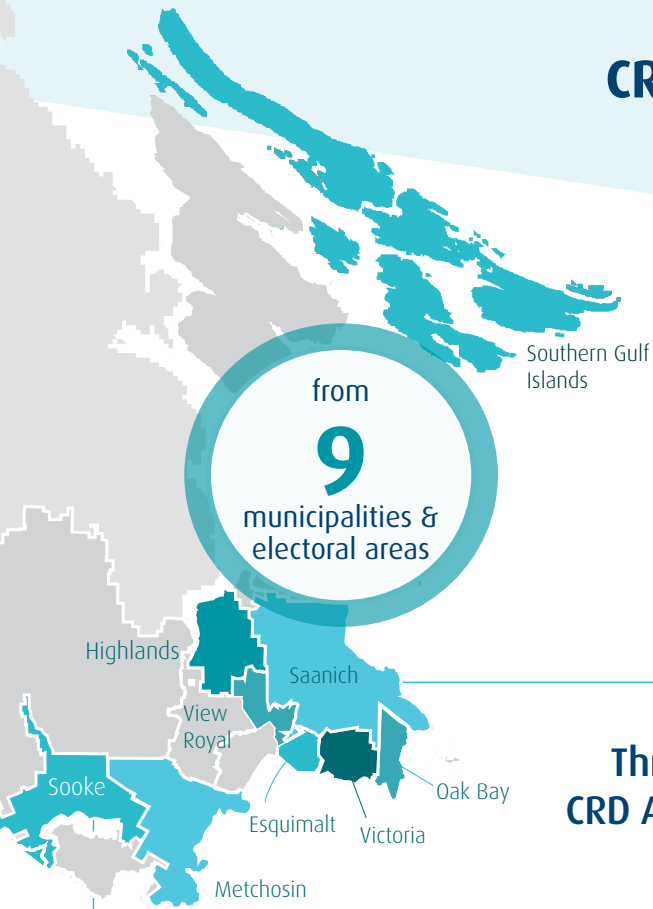 CR
Southern Gulf
Islands
from
9
municipalities &
electoral areas
Highlands
Saanich
View
Royal
Sooke
Oak Bay
Esquimalt
Victoria
Metchosin
Thr
CRD A